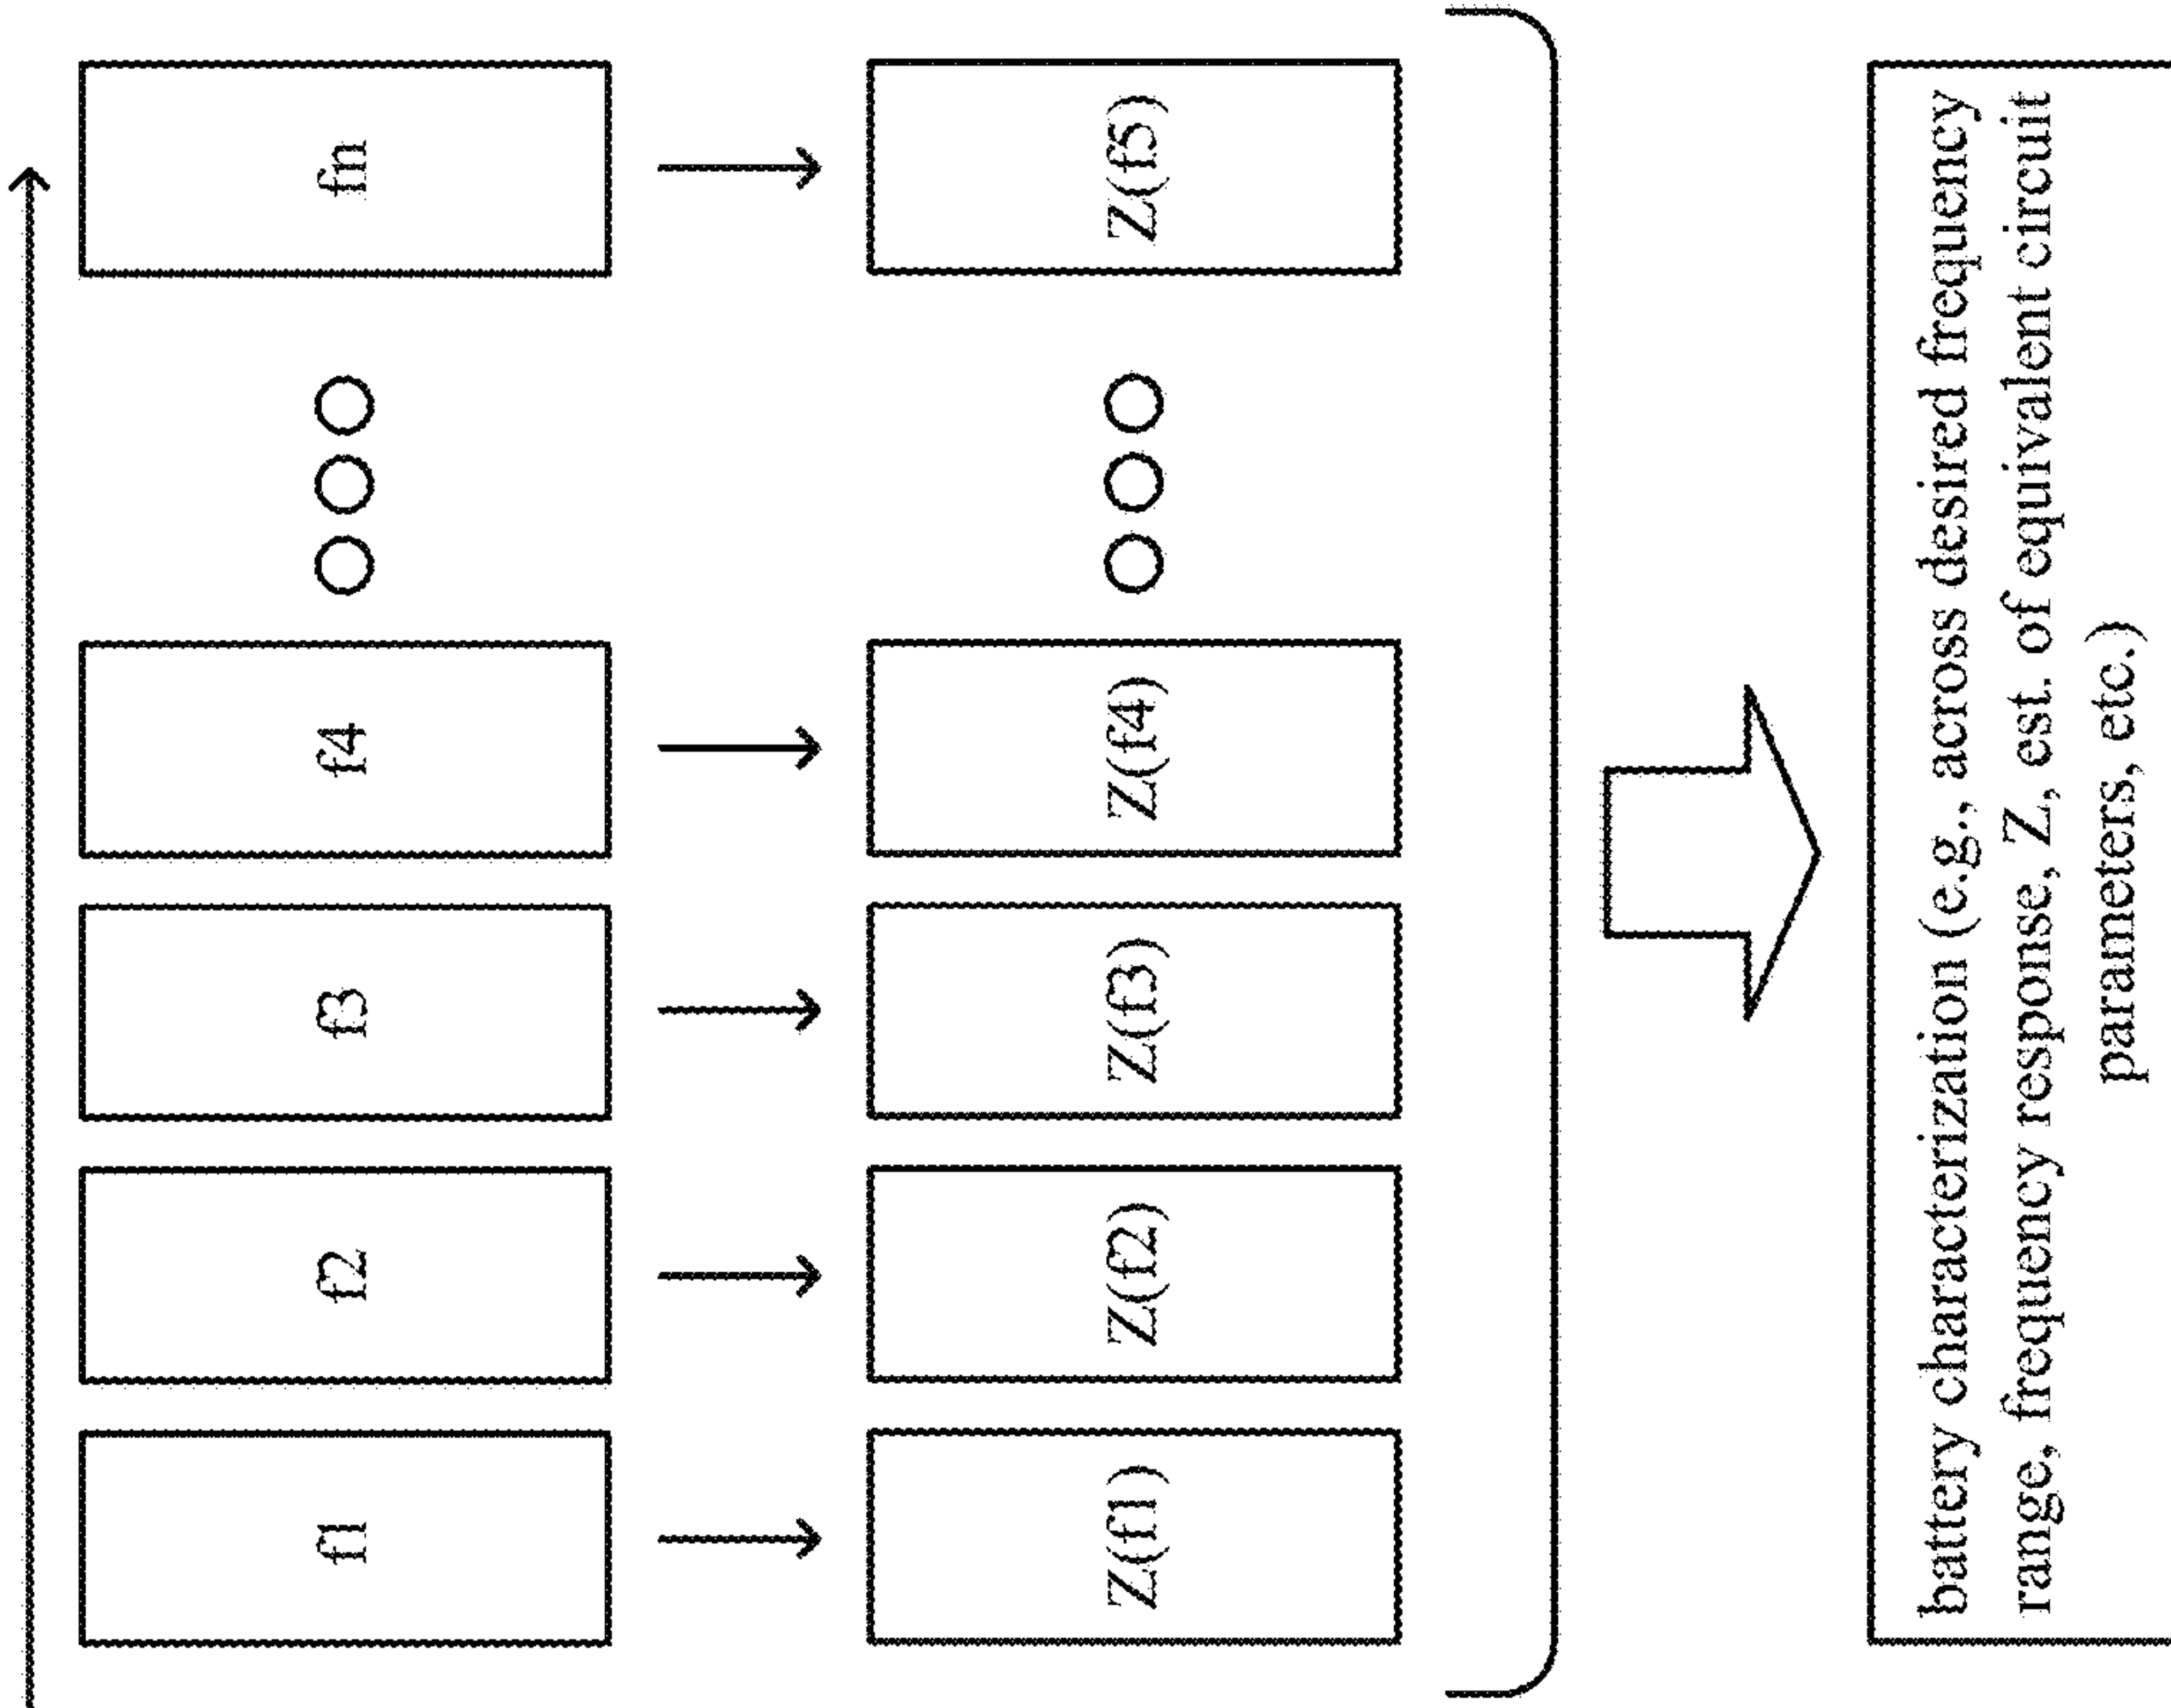 f1
f2
f3
f4
fn
Z(f1)
Z(f2)
Z(f3)
Z(f4)
Z(f5)
battery characterization (e.g., across desired frequency
range, frequency response, Z, est. of equivalent circuit
parameters, etc.)